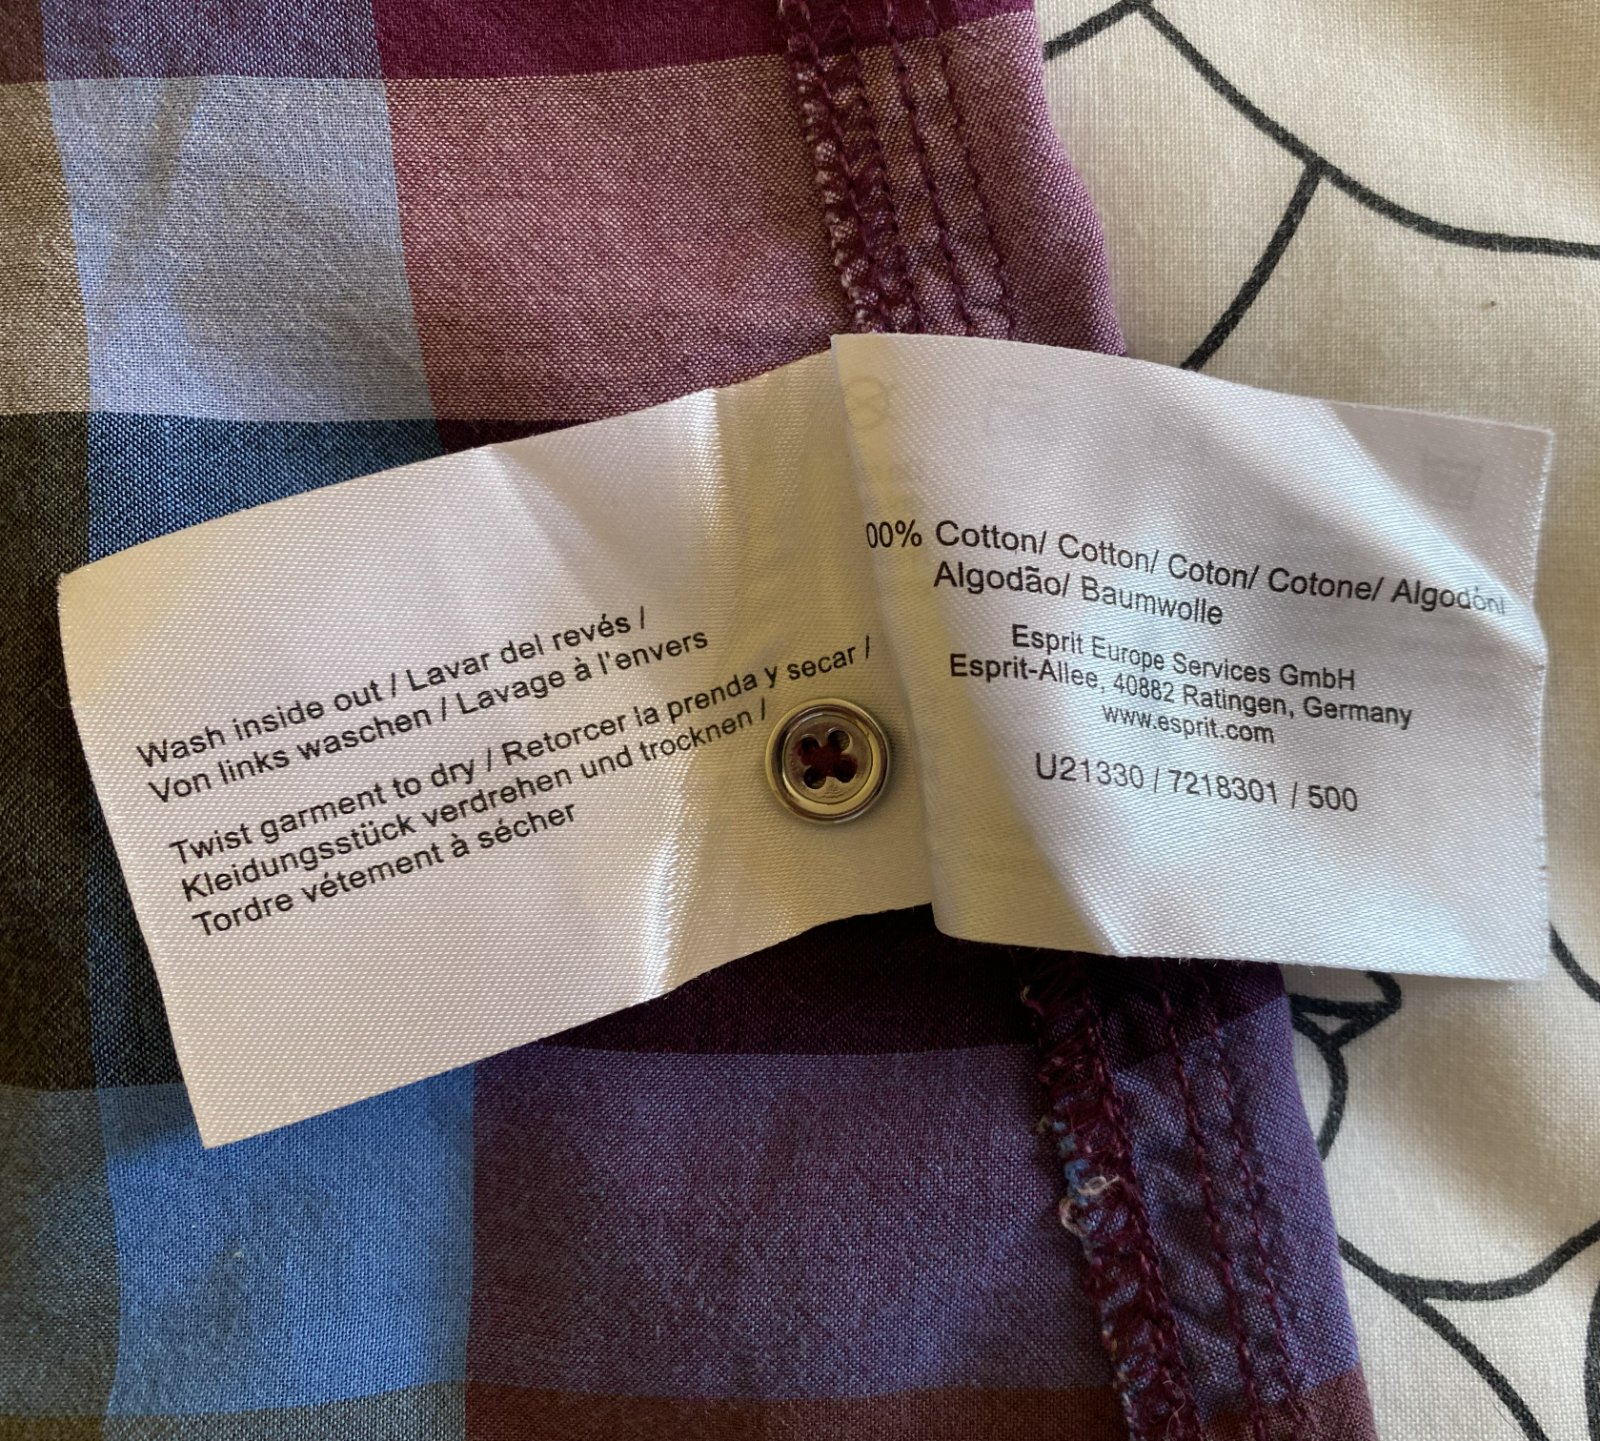 Wash inside out / Lavar del revés /
Von links waschen / Lavage à l'envers
Twist garment to dry / Retorcer la prenda y secar /
Kleidungsstück verdrehen und trocknen /
Tordre vétement à sécher
00% Cotton/ Cotton/ Coton/ Cotone/ Algodón/
Algodão/ Baumwolle
Esprit Europe Services GmbH
Esprit-Allee, 40882 Ratingen, Germany
www.esprit.com
U21330 / 7218301 / 500